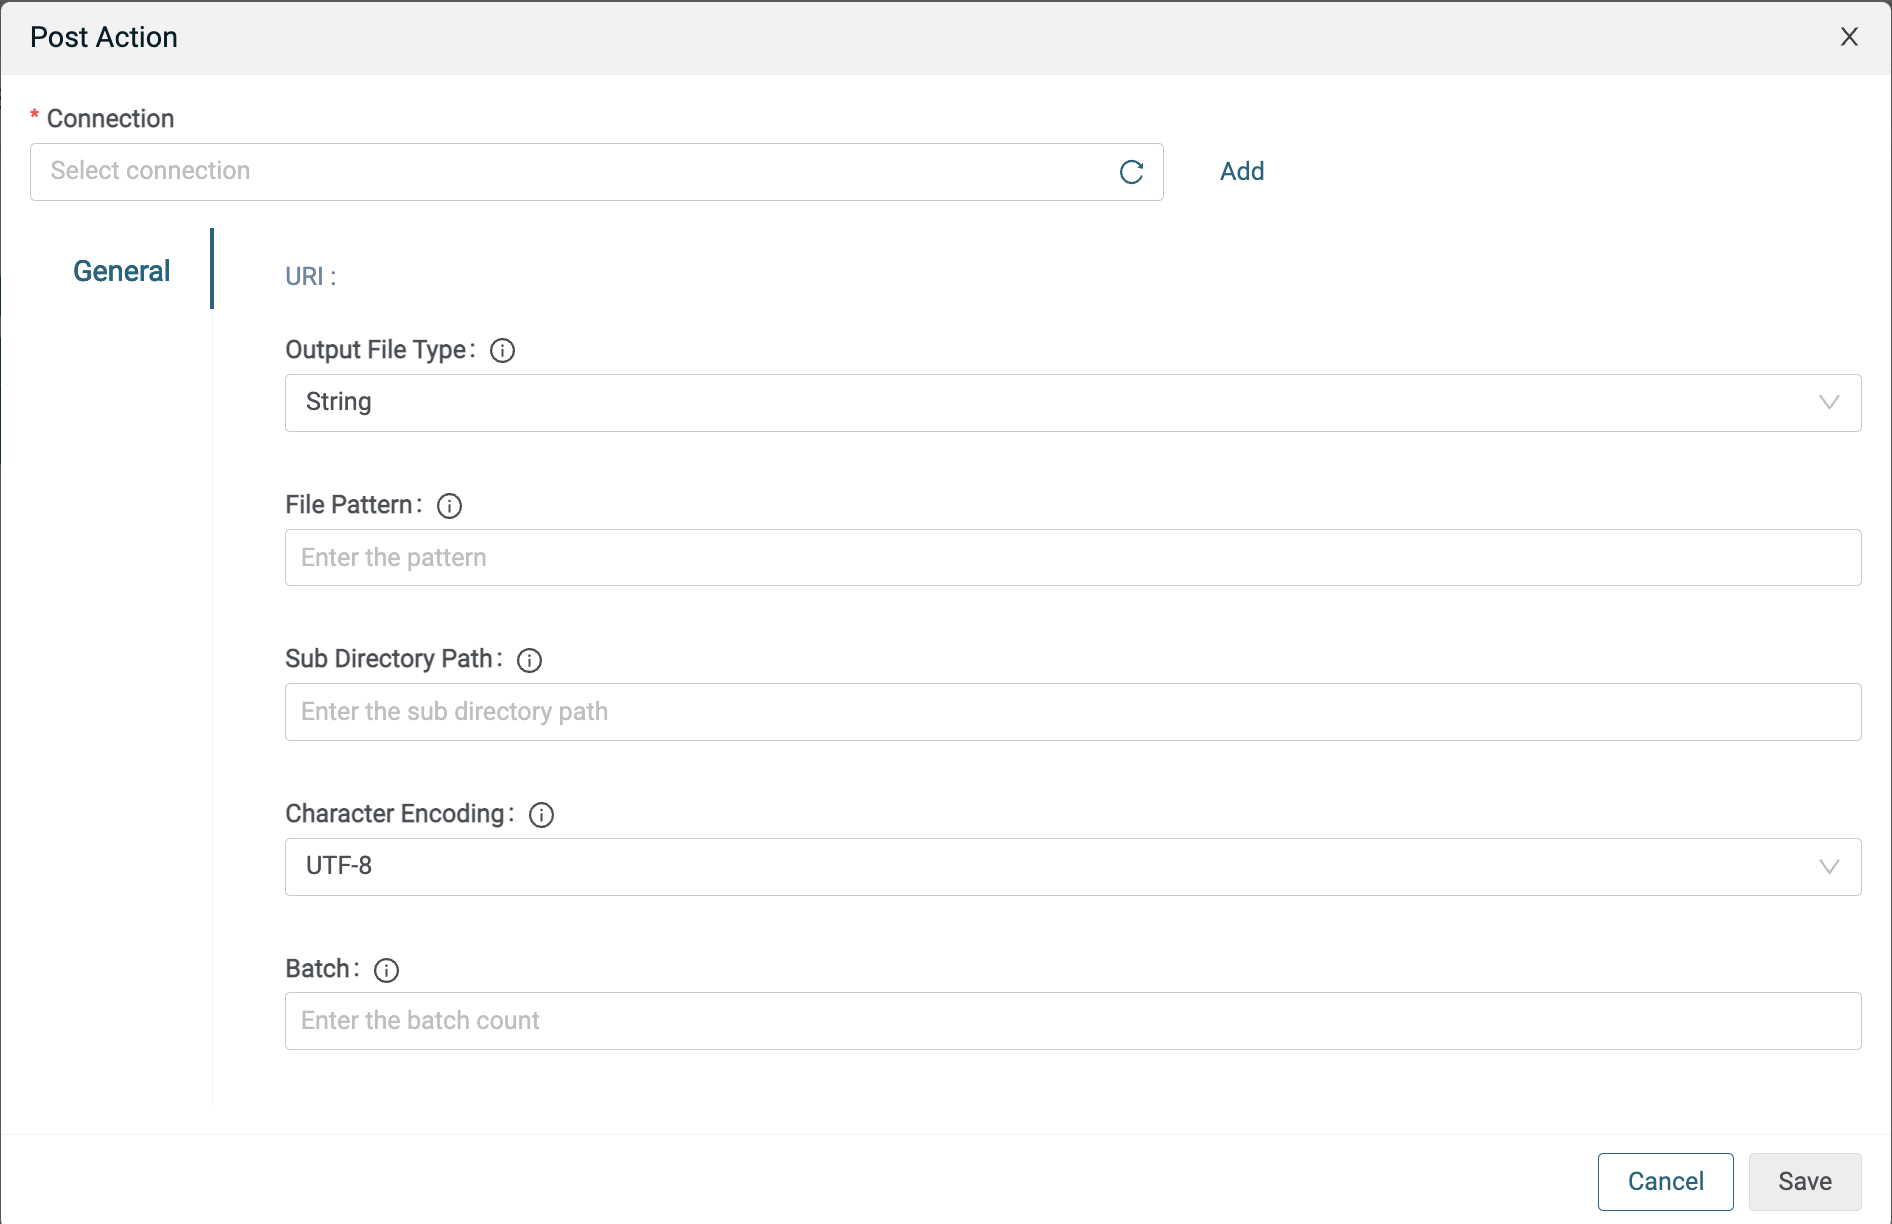 Post Action
* Connection
Select connection
Add
General
URI :
Output File Type :
String
File Pattern :
Enter the pattern
Sub Directory Path :
Enter the sub directory path
Character Encoding :
UTF-8
Batch :
Enter the batch count
Cancel
Save